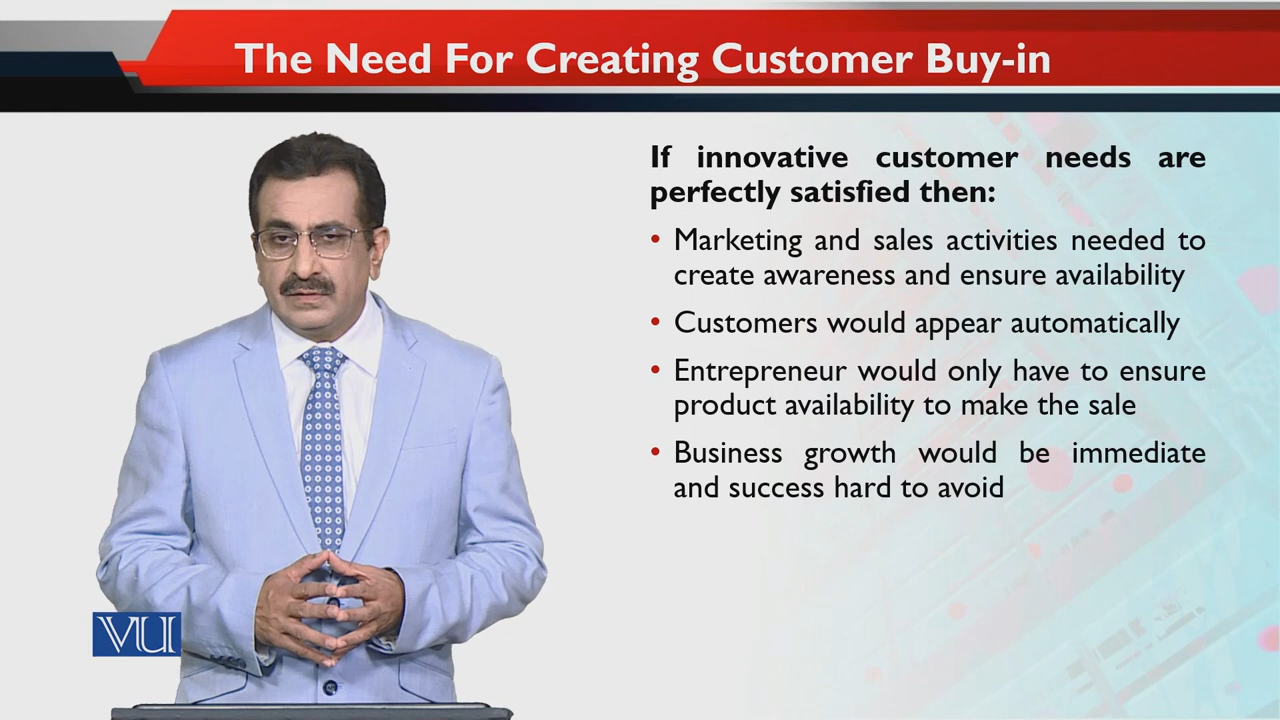 The Need For Creating Customer Buy-in
If innovative customer needs are
perfectly satisfied then:
• Marketing and sales activities needed to
create awareness and ensure availability
• Customers would appear automatically
• Entrepreneur would only have to ensure
product availability to make the sale
• Business growth would be immediate
and success hard to avoid
VU